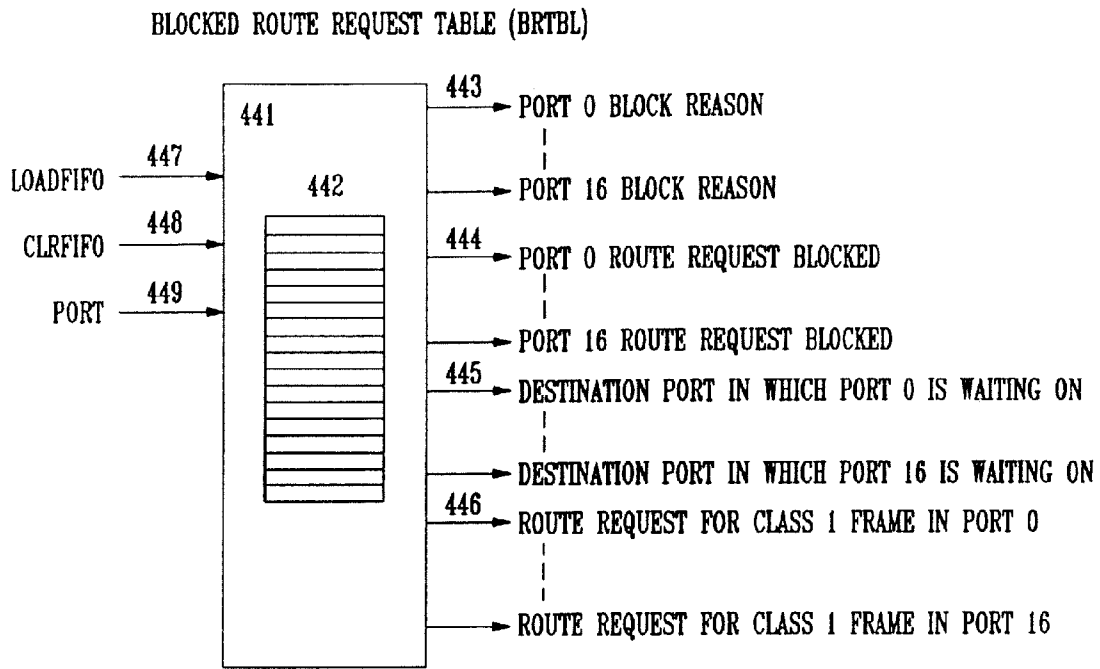 BLOCKED ROUTE REQUEST TABLE (BRTBL)
441
442
LOADFIFO 447
CLRFIFO 448
PORT 449
443 PORT 0 BLOCK REASON
PORT 16 BLOCK REASON
444 PORT 0 ROUTE REQUEST BLOCKED
PORT 16 ROUTE REQUEST BLOCKED
445 DESTINATION PORT IN WHICH PORT 0 IS WAITING ON
DESTINATION PORT IN WHICH PORT 16 IS WAITING ON
446 ROUTE REQUEST FOR CLASS 1 FRAME IN PORT 0
ROUTE REQUEST FOR CLASS 1 FRAME IN PORT 16